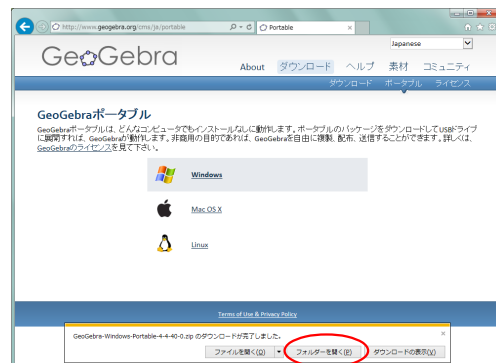 http://www.geogebra.org/cms/ja/portable
Portable
Japanese
GeoGebra
About ダウンロード ヘルプ 素材 コミュニティ
ダウンロード ポータブル ライセンス
GeoGebraポータブル
GeoGebraポータブルは、どんなコンピュータでもインストールなしに動作します。ポータブルのパッケージをダウンロードしてUSBドライブ
に展開すれば、GeoGebraが動作します。非商用の目的であれば、GeoGebraを自由に複製、配布、送信することができます。詳しくは、
GeoGebraのライセンスを見て下さい。
Windows
Mac OS X
Linux
Terms of Use & Privacy Policy
GeoGebra-Windows-Portable-4-4-40-0.zip のダウンロードが完了しました。
ファイルを開く(O) フォルダーを開く(P) ダウンロードの表示(V)